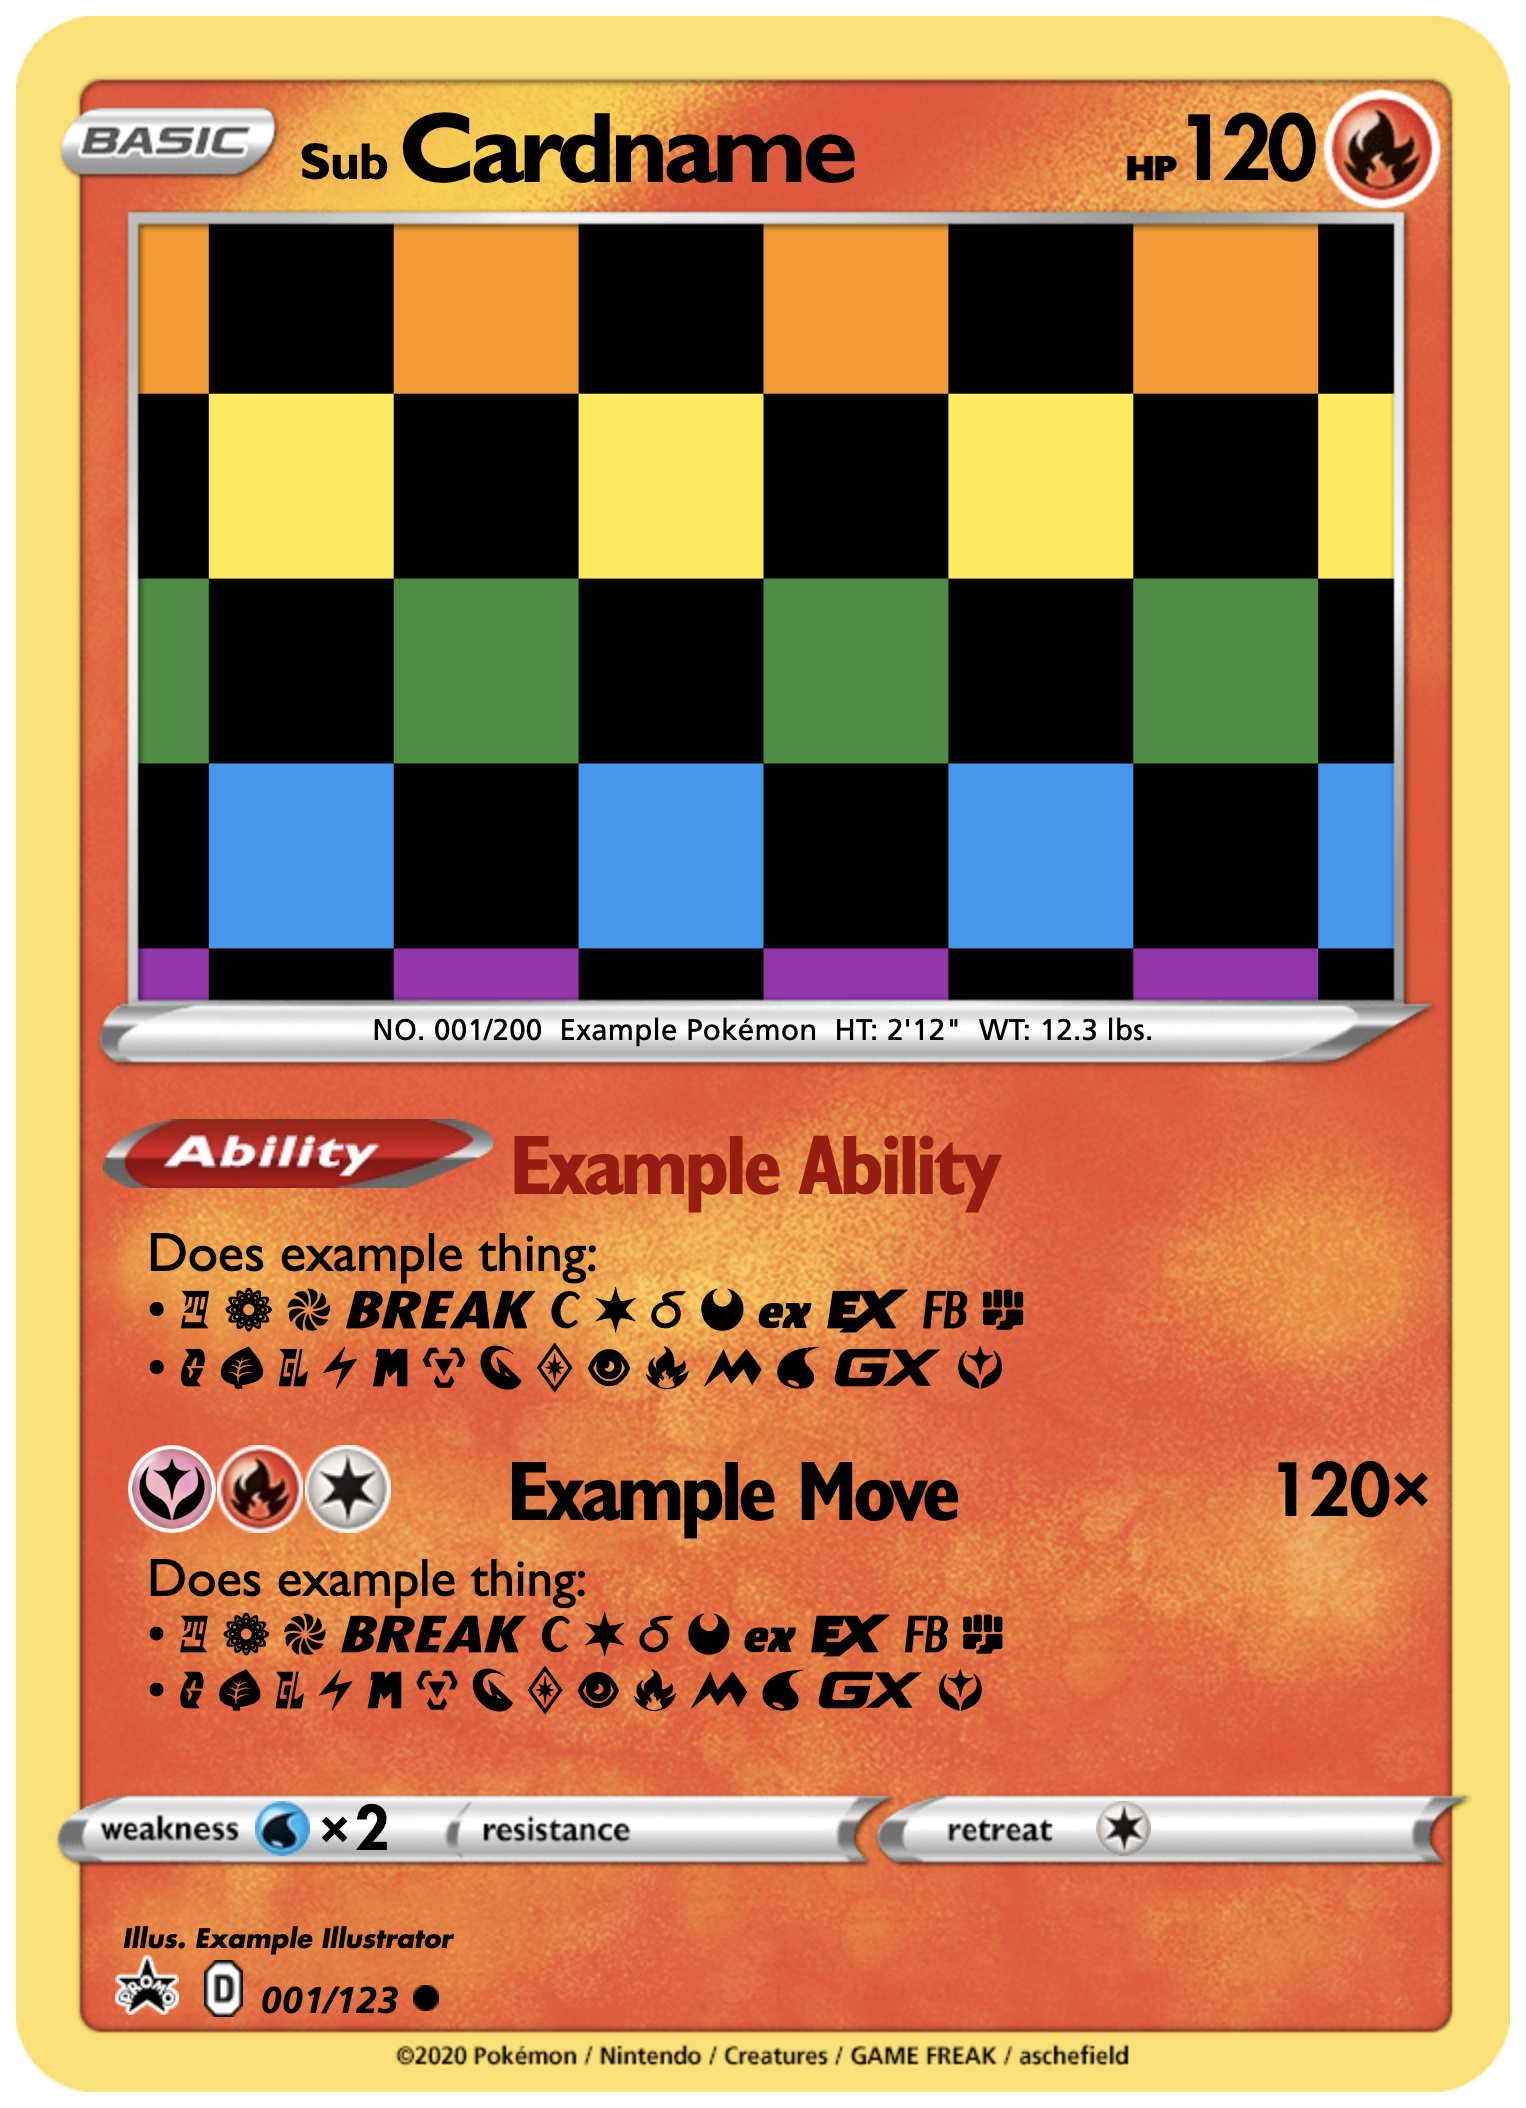 BASIC Sub Cardname HP 120
NO. 001/200 Example Pokémon HT: 2'12" WT: 12.3 lbs.
Ability Example Ability
Does example thing:
• BREAK C δ ex EX FB
• G GL M GX
Example Move 120×
Does example thing:
• BREAK C δ ex EX FB
• G GL M GX
weakness ×2 resistance retreat
Illus. Example Illustrator
PROMO D 001/123 ●
©2020 Pokémon / Nintendo / Creatures / GAME FREAK / aschefield